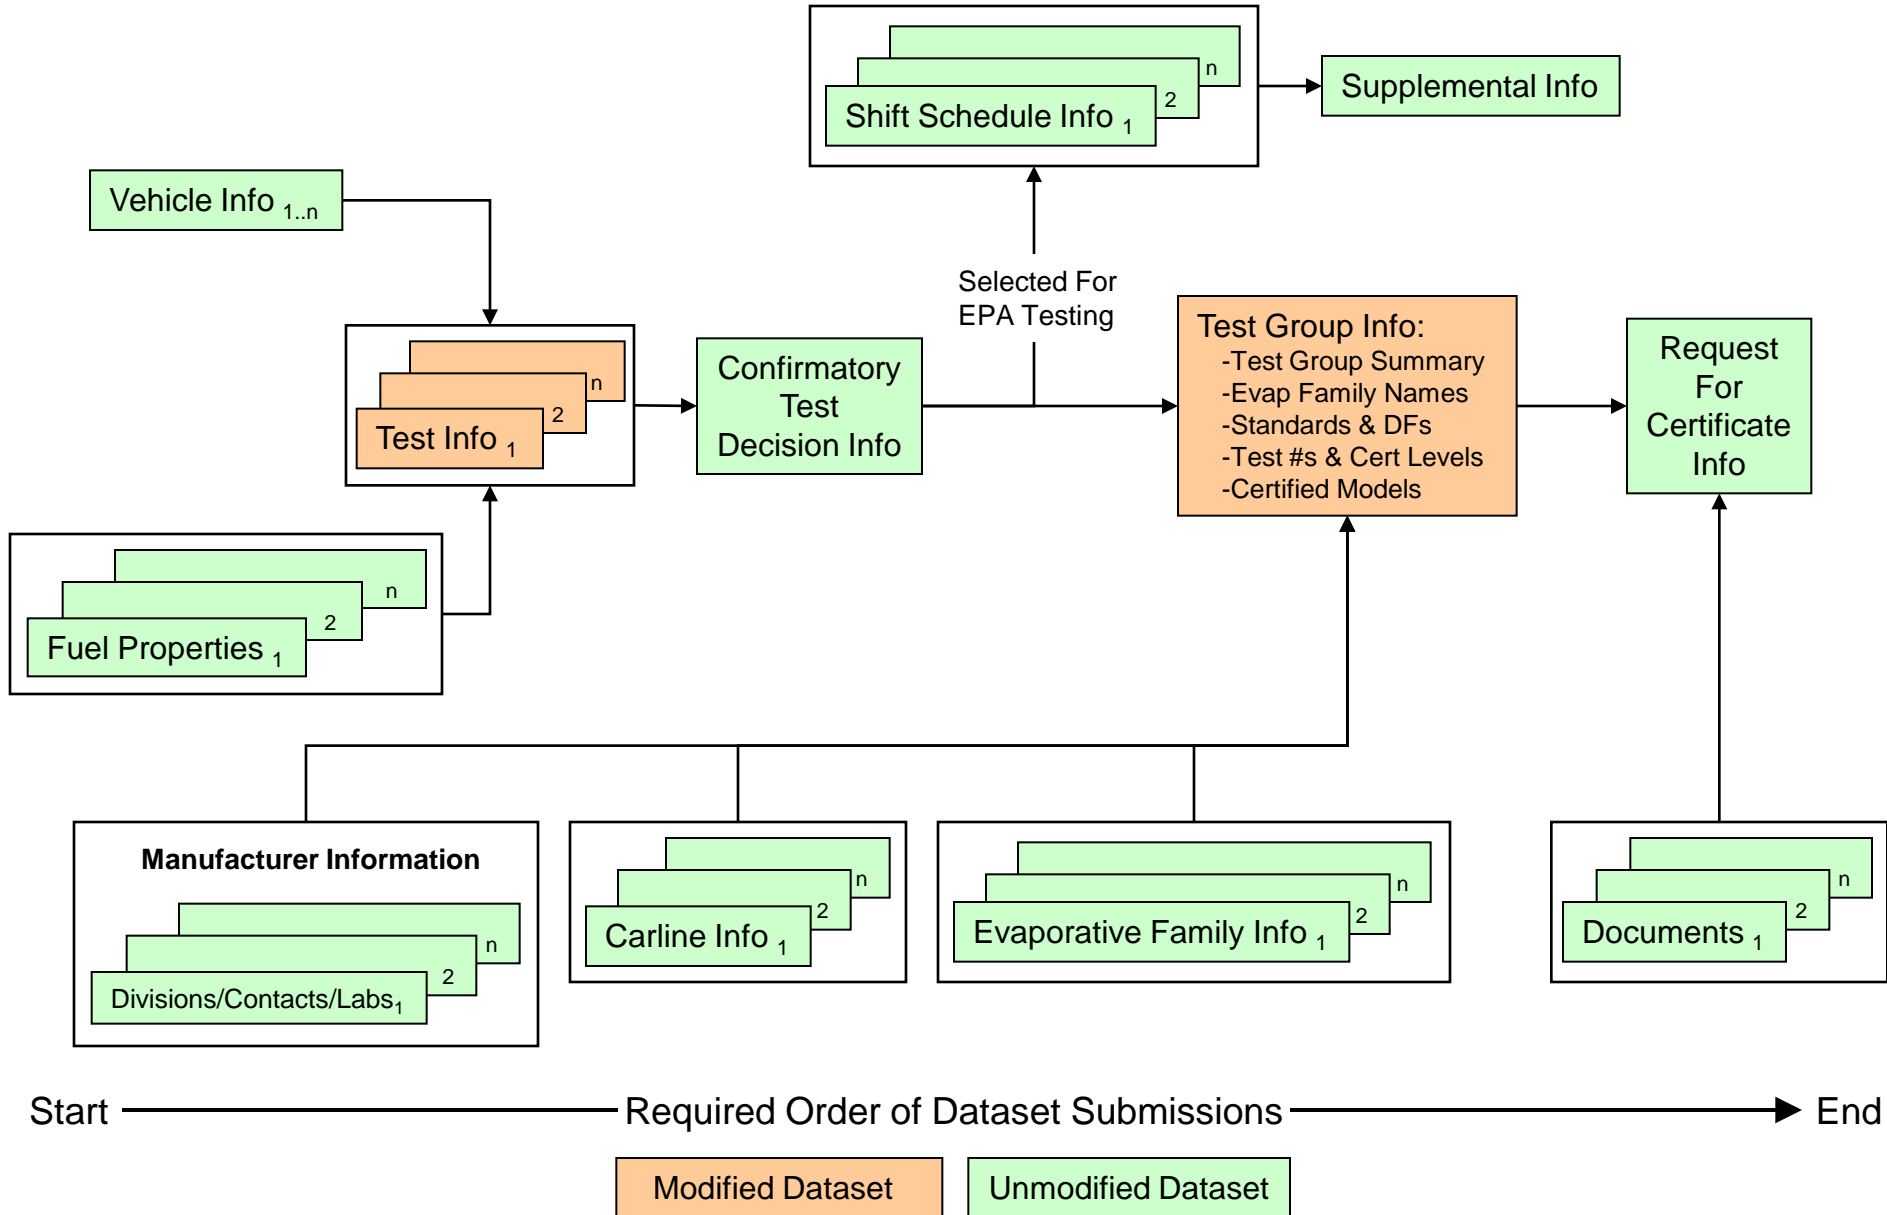 n
2
Shift Schedule Info 1
Supplemental Info
Vehicle Info 1..n
Selected For
EPA Testing
n
2
Test Info 1
Confirmatory
Test
Decision Info
Test Group Info:
-Test Group Summary
-Evap Family Names
-Standards & DFs
-Test #s & Cert Levels
-Certified Models
Request
For
Certificate
Info
n
2
Fuel Properties 1
Manufacturer Information
n
2
Divisions/Contacts/Labs1
n
2
Carline Info 1
n
2
Evaporative Family Info 1
n
2
Documents 1
Start Required Order of Dataset Submissions End
Modified Dataset
Unmodified Dataset